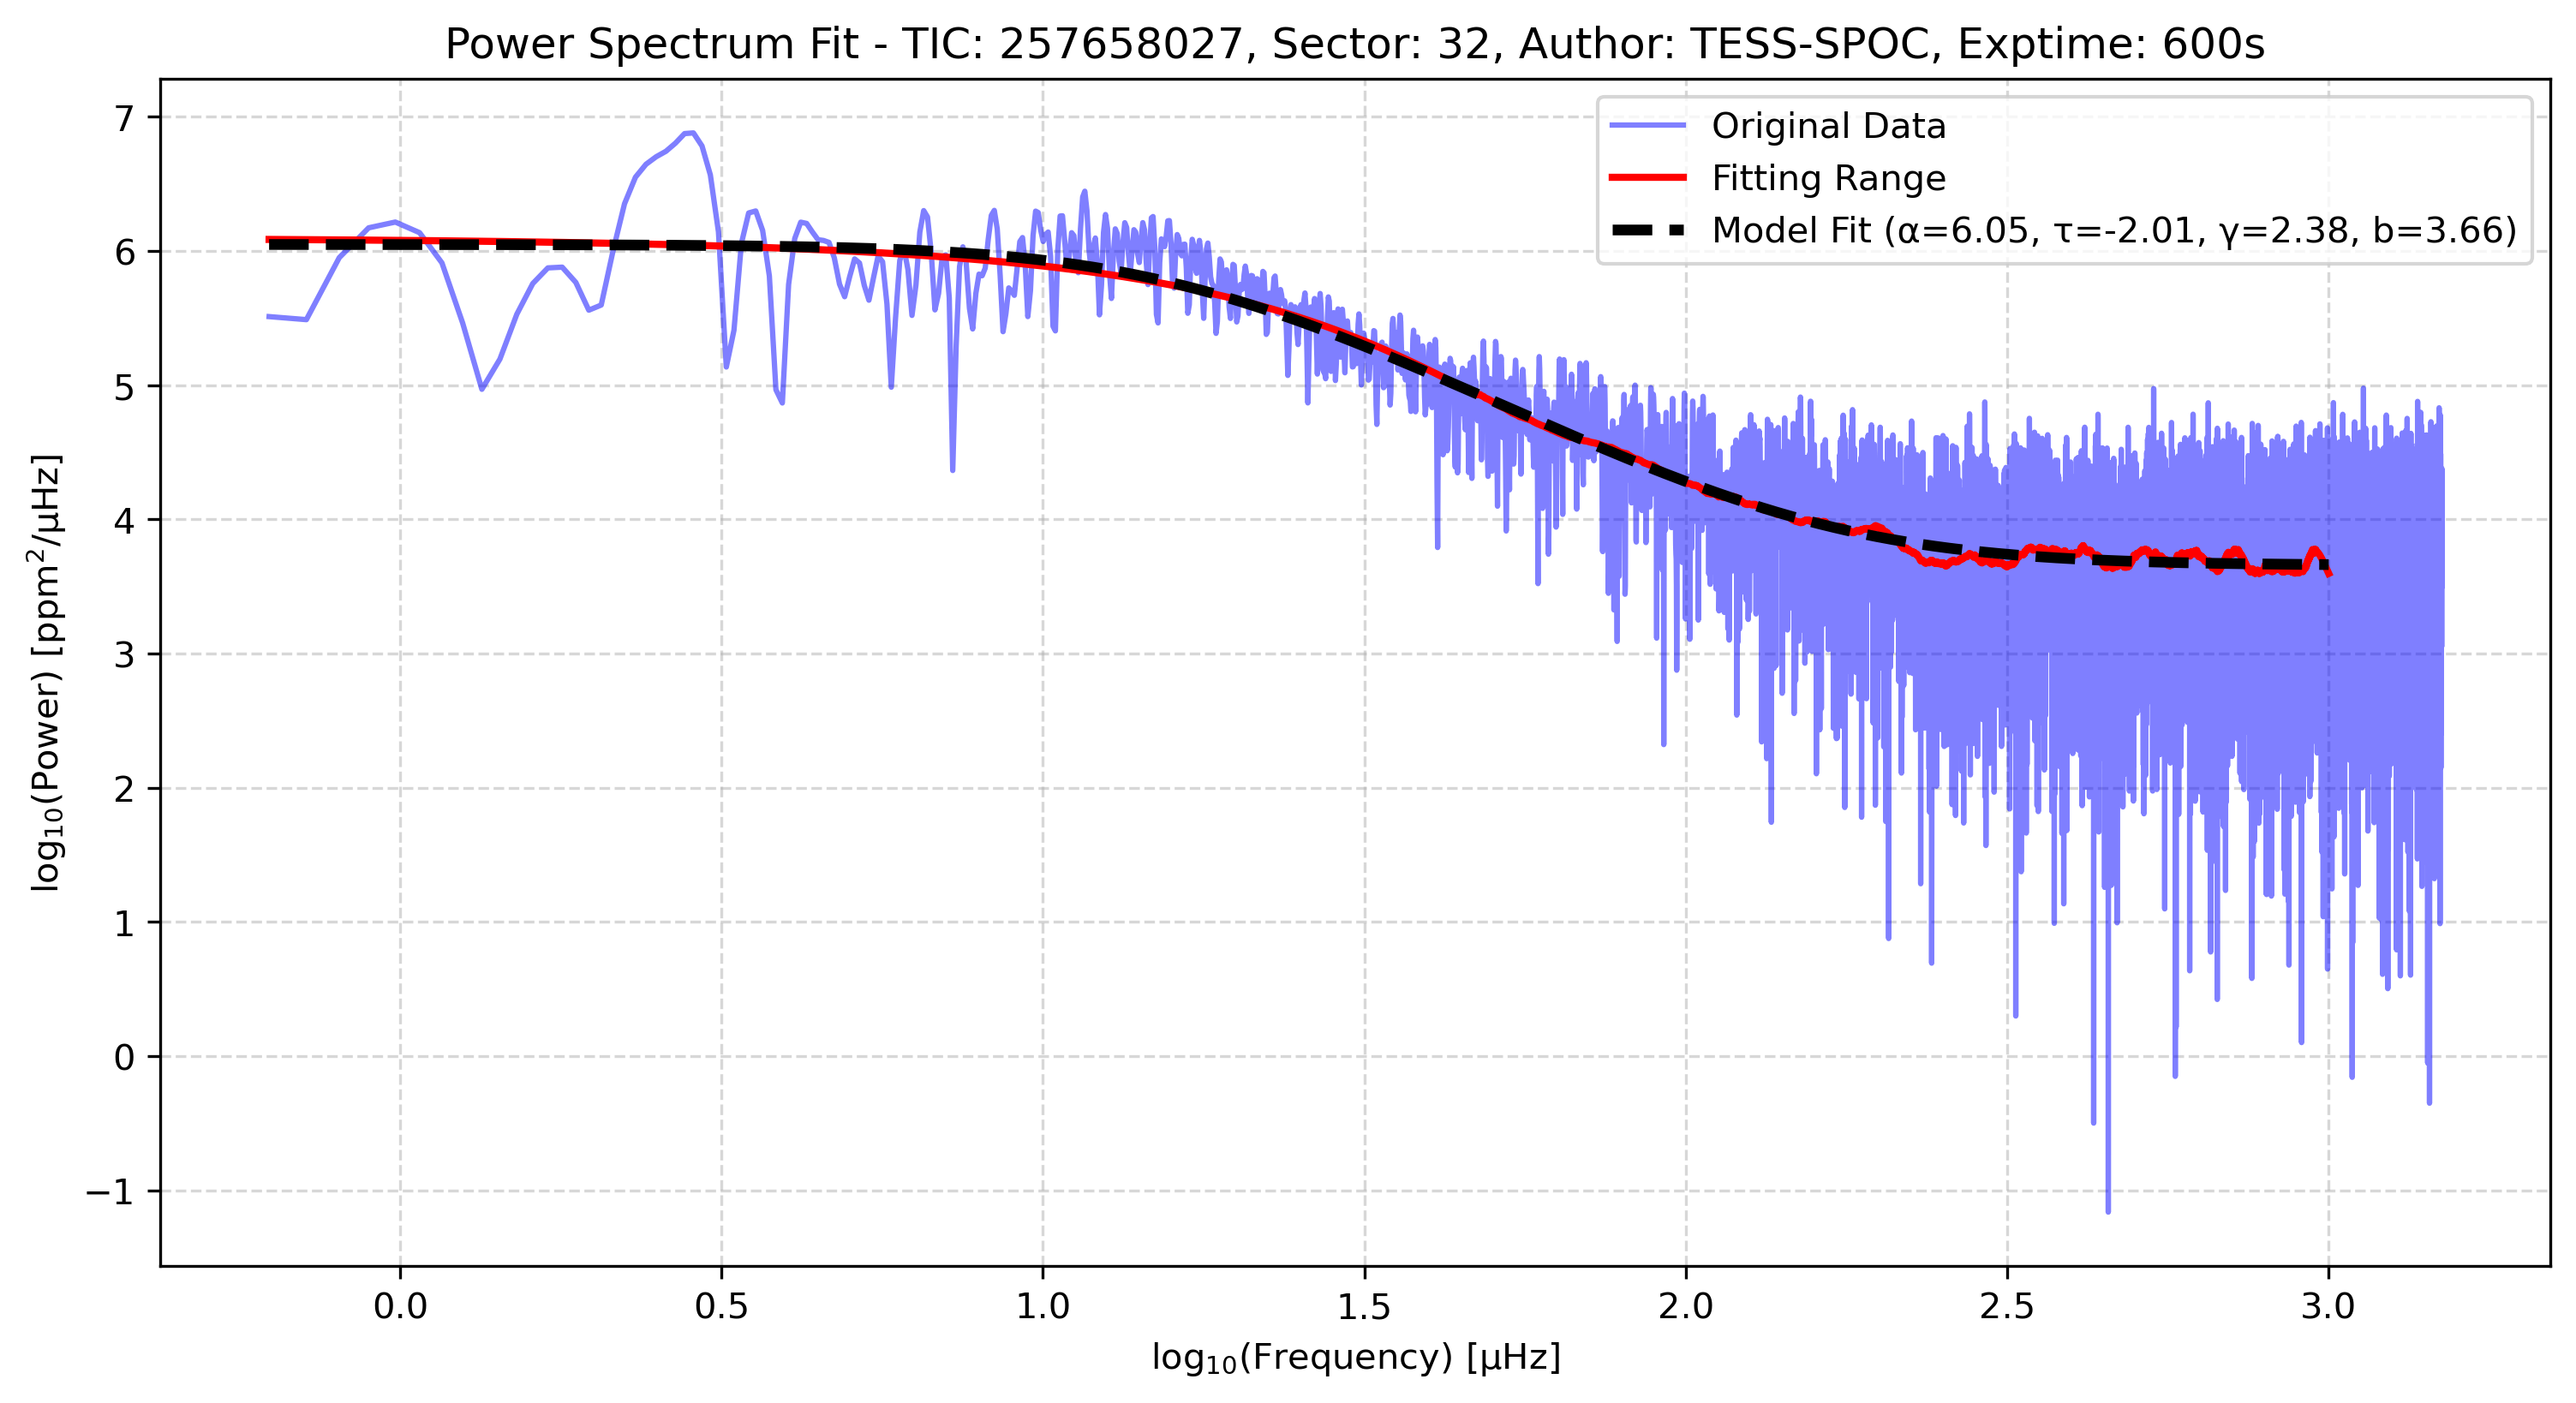 Power Spectrum Fit - TIC: 257658027, Sector: 32, Author: TESS-SPOC, Exptime: 600s
Original Data
Fitting Range
Model Fit (α=6.05, τ=-2.01, γ=2.38, b=3.66)
log₁₀(Power) [ppm²/μHz]
7
6
5
4
3
2
1
0
−1
0.0 0.5 1.0 1.5 2.0 2.5 3.0
log₁₀(Frequency) [μHz]